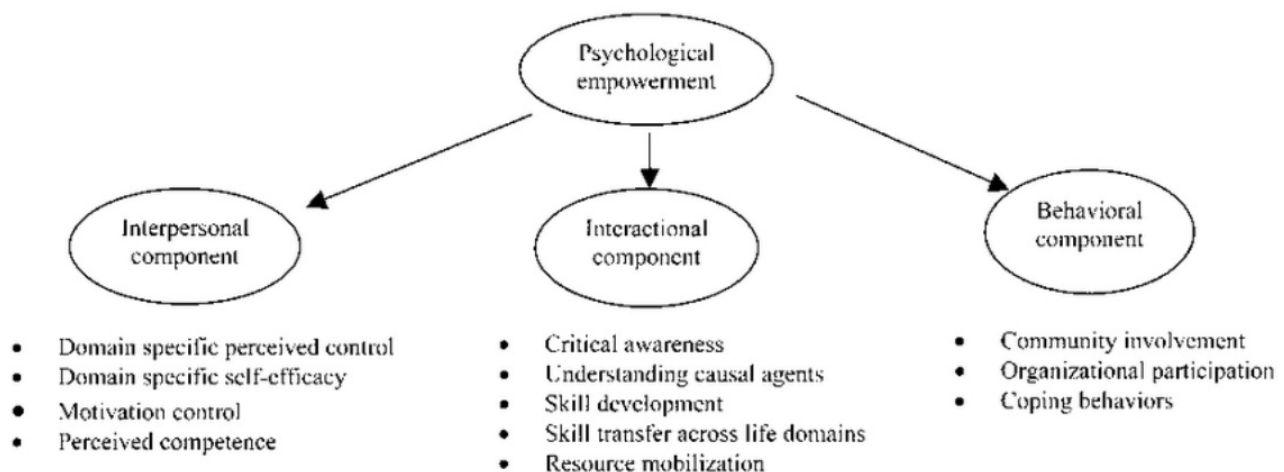 Psychological
empowerment
Interpersonal
component
Interactional
component
Behavioral
component
• Domain specific perceived control
• Domain specific self-efficacy
• Motivation control
• Perceived competence
• Critical awareness
• Understanding causal agents
• Skill development
• Skill transfer across life domains
• Resource mobilization
• Community involvement
• Organizational participation
• Coping behaviors